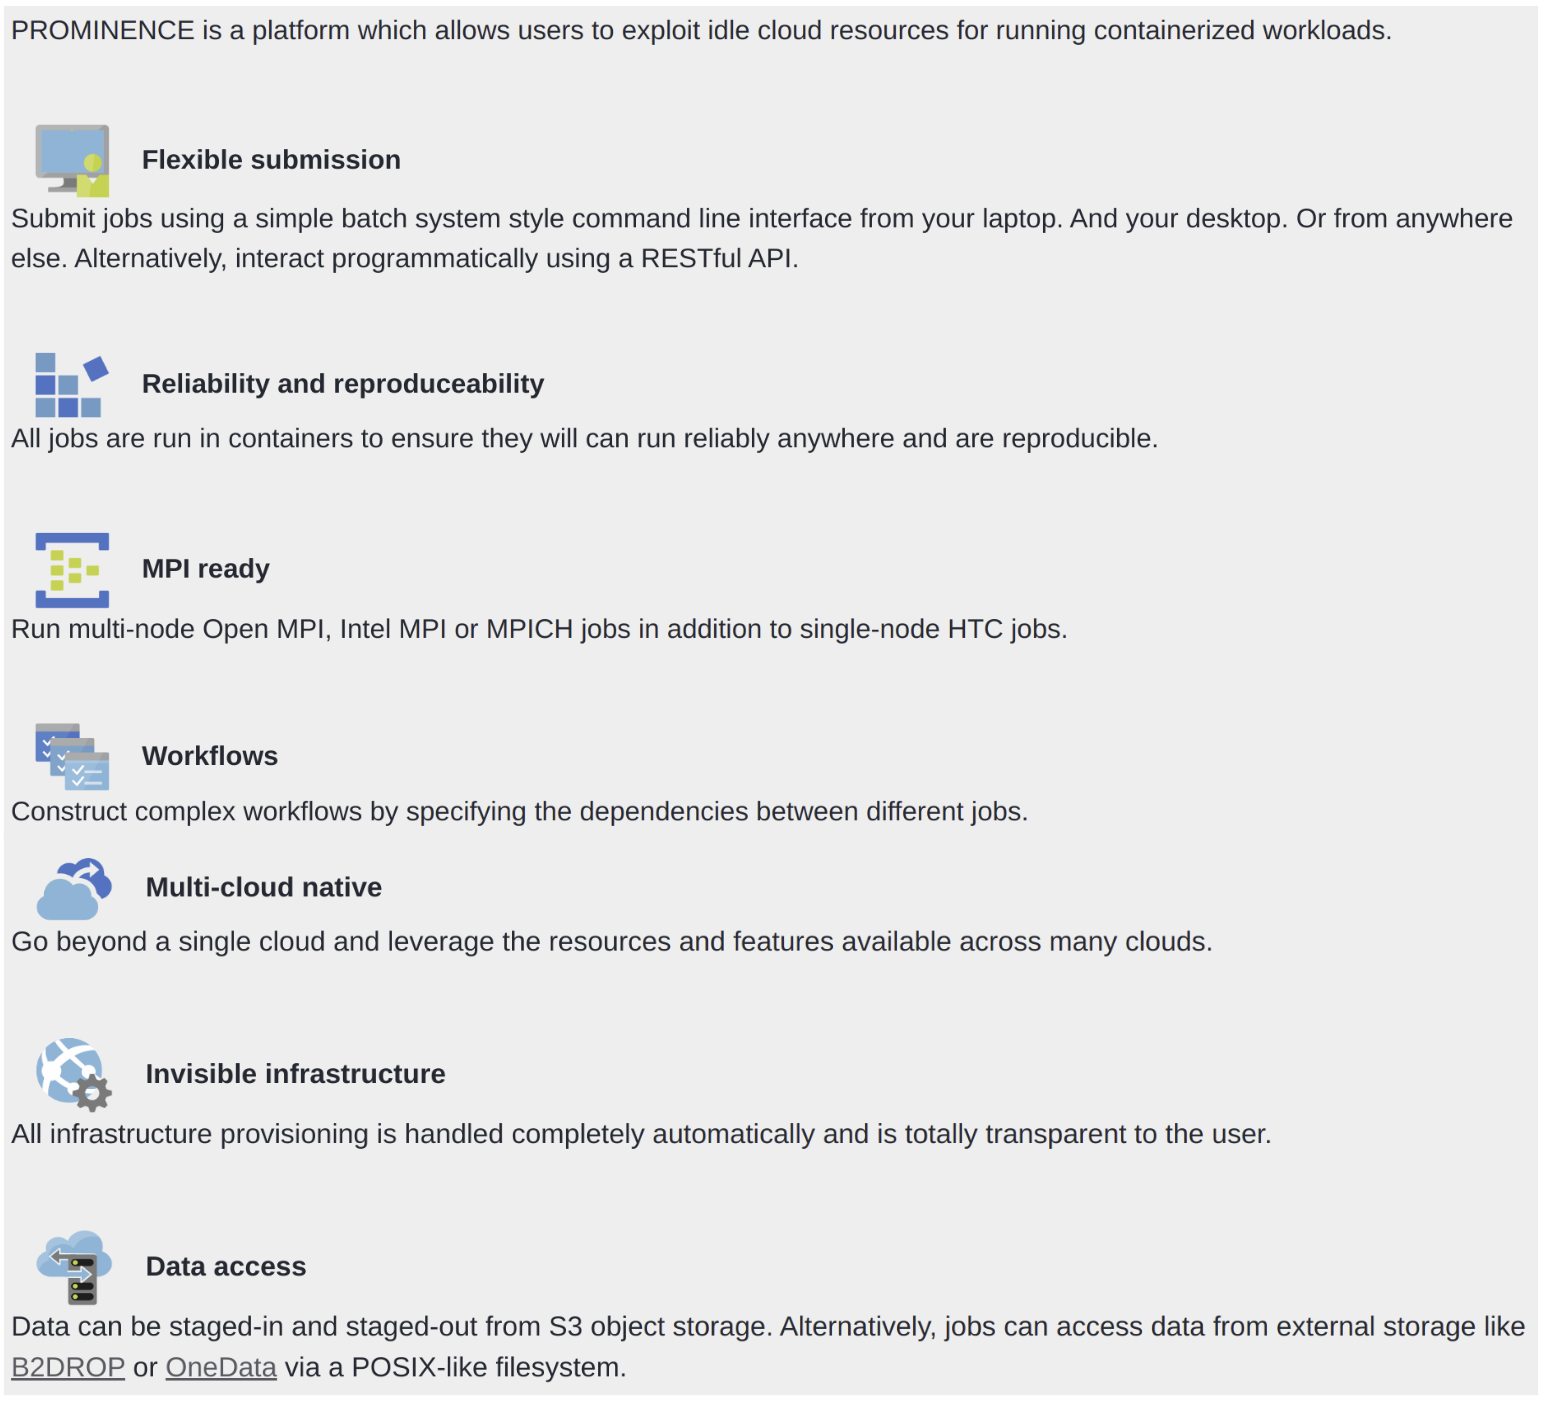 PROMINENCE is a platform which allows users to exploit idle cloud resources for running containerized workloads.
Flexible submission
Submit jobs using a simple batch system style command line interface from your laptop. And your desktop. Or from anywhere
else. Alternatively, interact programmatically using a RESTful API.
Reliability and reproduceability
All jobs are run in containers to ensure they will can run reliably anywhere and are reproducible.
MPI ready
Run multi-node Open MPI, Intel MPI or MPICH jobs in addition to single-node HTC jobs.
Workflows
Construct complex workflows by specifying the dependencies between different jobs.
Multi-cloud native
Go beyond a single cloud and leverage the resources and features available across many clouds.
Invisible infrastructure
All infrastructure provisioning is handled completely automatically and is totally transparent to the user.
Data access
Data can be staged-in and staged-out from S3 object storage. Alternatively, jobs can access data from external storage like
B2DROP or OneData via a POSIX-like filesystem.